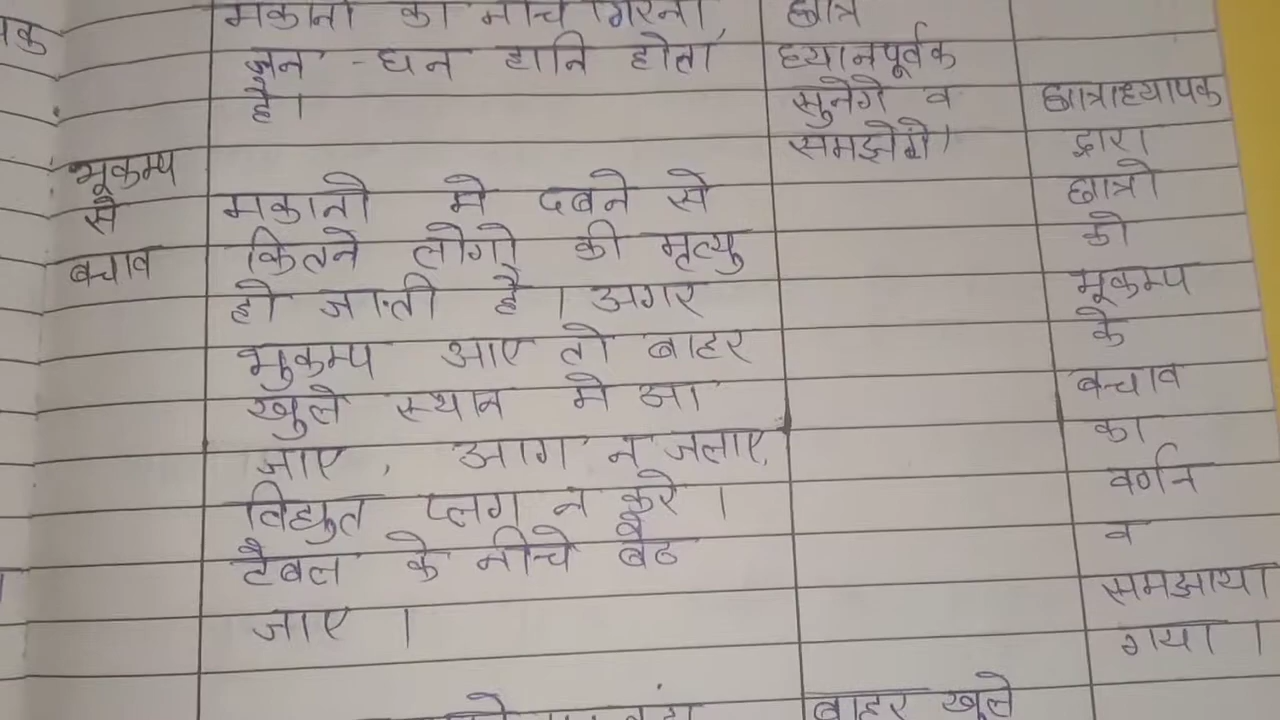 मकानो का नीचे गिरना,
जन - धन हानि होता
है।
छात्र
ध्यानपूर्वक
सुनेगे व
समझेगे।
भूकम्प
से
बचाव
मकानो मे दबने से
कितने लोगो की मृत्यु
हो जाती है । अगर
भुकम्प आए तो बाहर
खुले स्थान मे आ
जाए , आग न जलाए,
विद्युत प्लग न करे ।
टैबल के नीचे बैठ
जाए ।
छात्राध्यापक
द्वारा
छात्रो
को
भूकम्प
के
बचाव
का
वर्णन
व
समझाया
गया ।
बाहर खुले